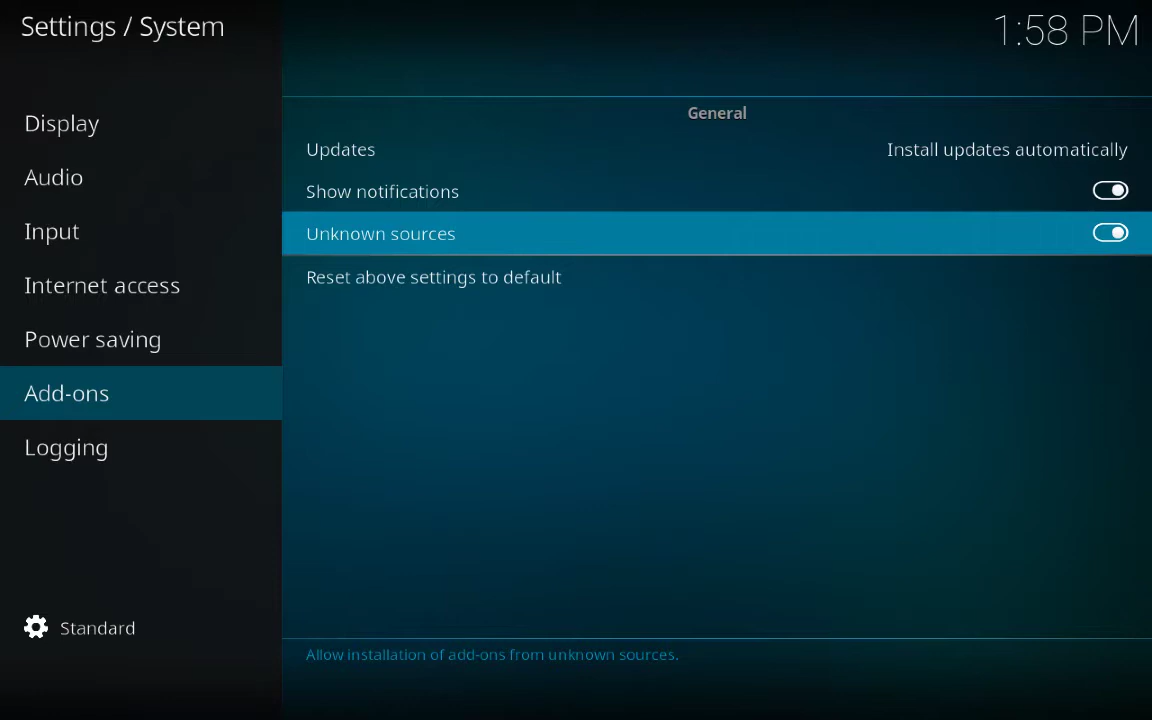 Settings / System
1:58 PM
Display
Audio
Input
Internet access
Power saving
Add-ons
Logging
Standard
General
Updates Install updates automatically
Show notifications
Unknown sources
Reset above settings to default
Allow installation of add-ons from unknown sources.